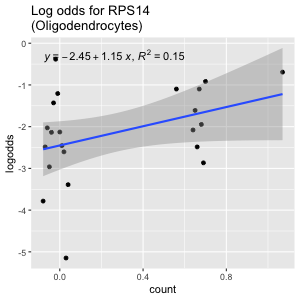 Log odds for RPS14
(Oligodendrocytes)
y = −2.45 + 1.15 x, R² = 0.15
0
-1
-2
-3
-4
-5
logodds
0.0 0.4 0.8
count